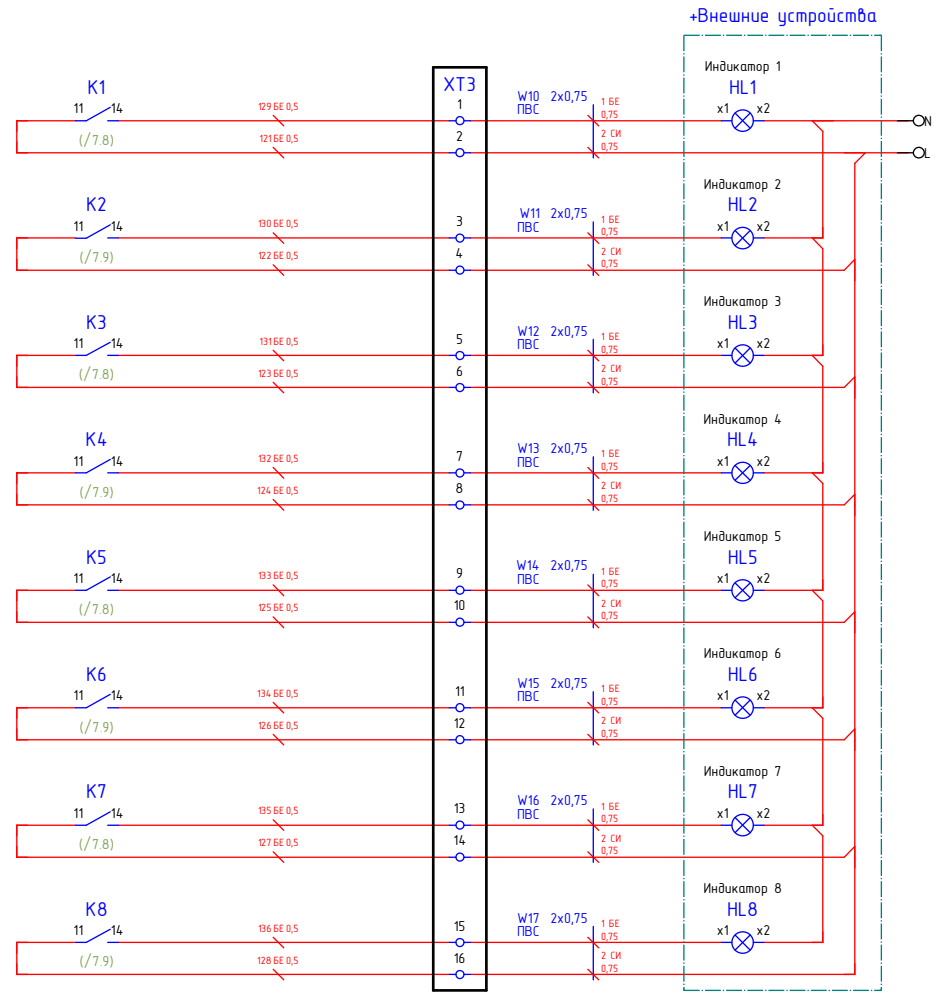 +Внешние устройства
Индикатор 1
K1 XT3 HL1
11 14 129 БЕ 0,5 1 W10 2x0,75 ПВС 1 БЕ 0,75 x1 x2 N
(/7.8) 121 БЕ 0,5 2 2 СИ 0,75 L
Индикатор 2
K2 HL2
11 14 130 БЕ 0,5 3 W11 2x0,75 ПВС 1 БЕ 0,75 x1 x2
(/7.9) 122 БЕ 0,5 4 2 СИ 0,75
Индикатор 3
K3 HL3
11 14 131 БЕ 0,5 5 W12 2x0,75 ПВС 1 БЕ 0,75 x1 x2
(/7.8) 123 БЕ 0,5 6 2 СИ 0,75
Индикатор 4
K4 HL4
11 14 132 БЕ 0,5 7 W13 2x0,75 ПВС 1 БЕ 0,75 x1 x2
(/7.9) 124 БЕ 0,5 8 2 СИ 0,75
Индикатор 5
K5 HL5
11 14 133 БЕ 0,5 9 W14 2x0,75 ПВС 1 БЕ 0,75 x1 x2
(/7.8) 125 БЕ 0,5 10 2 СИ 0,75
Индикатор 6
K6 HL6
11 14 134 БЕ 0,5 11 W15 2x0,75 ПВС 1 БЕ 0,75 x1 x2
(/7.9) 126 БЕ 0,5 12 2 СИ 0,75
Индикатор 7
K7 HL7
11 14 135 БЕ 0,5 13 W16 2x0,75 ПВС 1 БЕ 0,75 x1 x2
(/7.8) 127 БЕ 0,5 14 2 СИ 0,75
Индикатор 8
K8 HL8
11 14 136 БЕ 0,5 15 W17 2x0,75 ПВС 1 БЕ 0,75 x1 x2
(/7.9) 128 БЕ 0,5 16 2 СИ 0,75